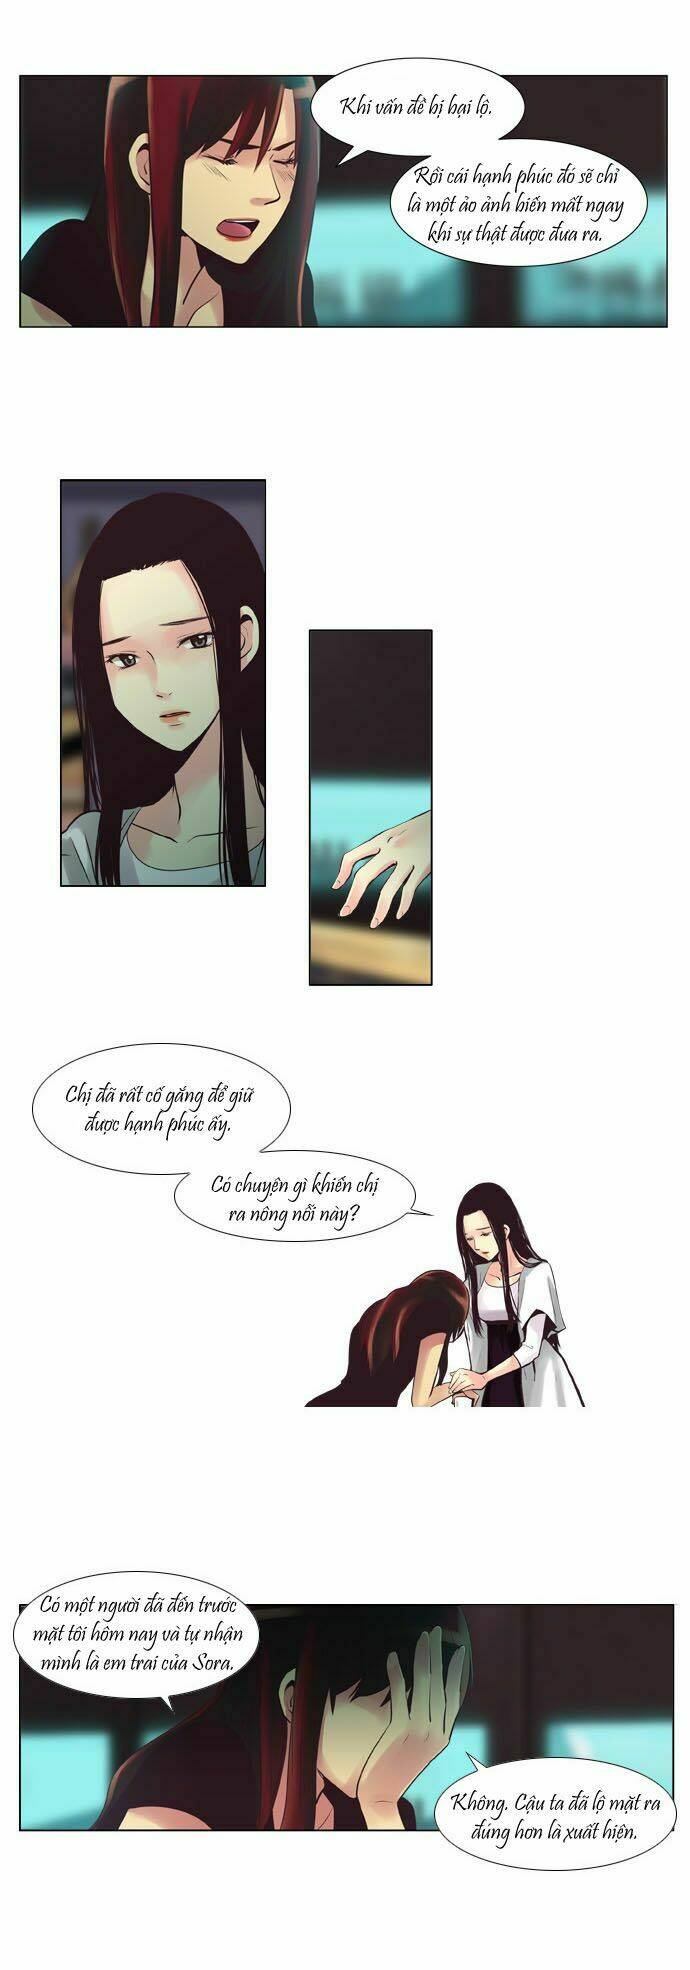 Khi vấn đề bị bại lộ.
Rồi cái hạnh phúc đó sẽ chỉ
là một ảo ảnh biến mất ngay
khi sự thật được đưa ra.
Chị đã rất cố gắng để giữ
được hạnh phúc ấy.
Có chuyện gì khiến chị
ra nông nỗi này?
Có một người đã đến trước
mặt tôi hôm nay và tự nhận
mình là em trai của Sora.
Không. Cậu ta đã lộ mặt ra
đúng hơn là xuất hiện.